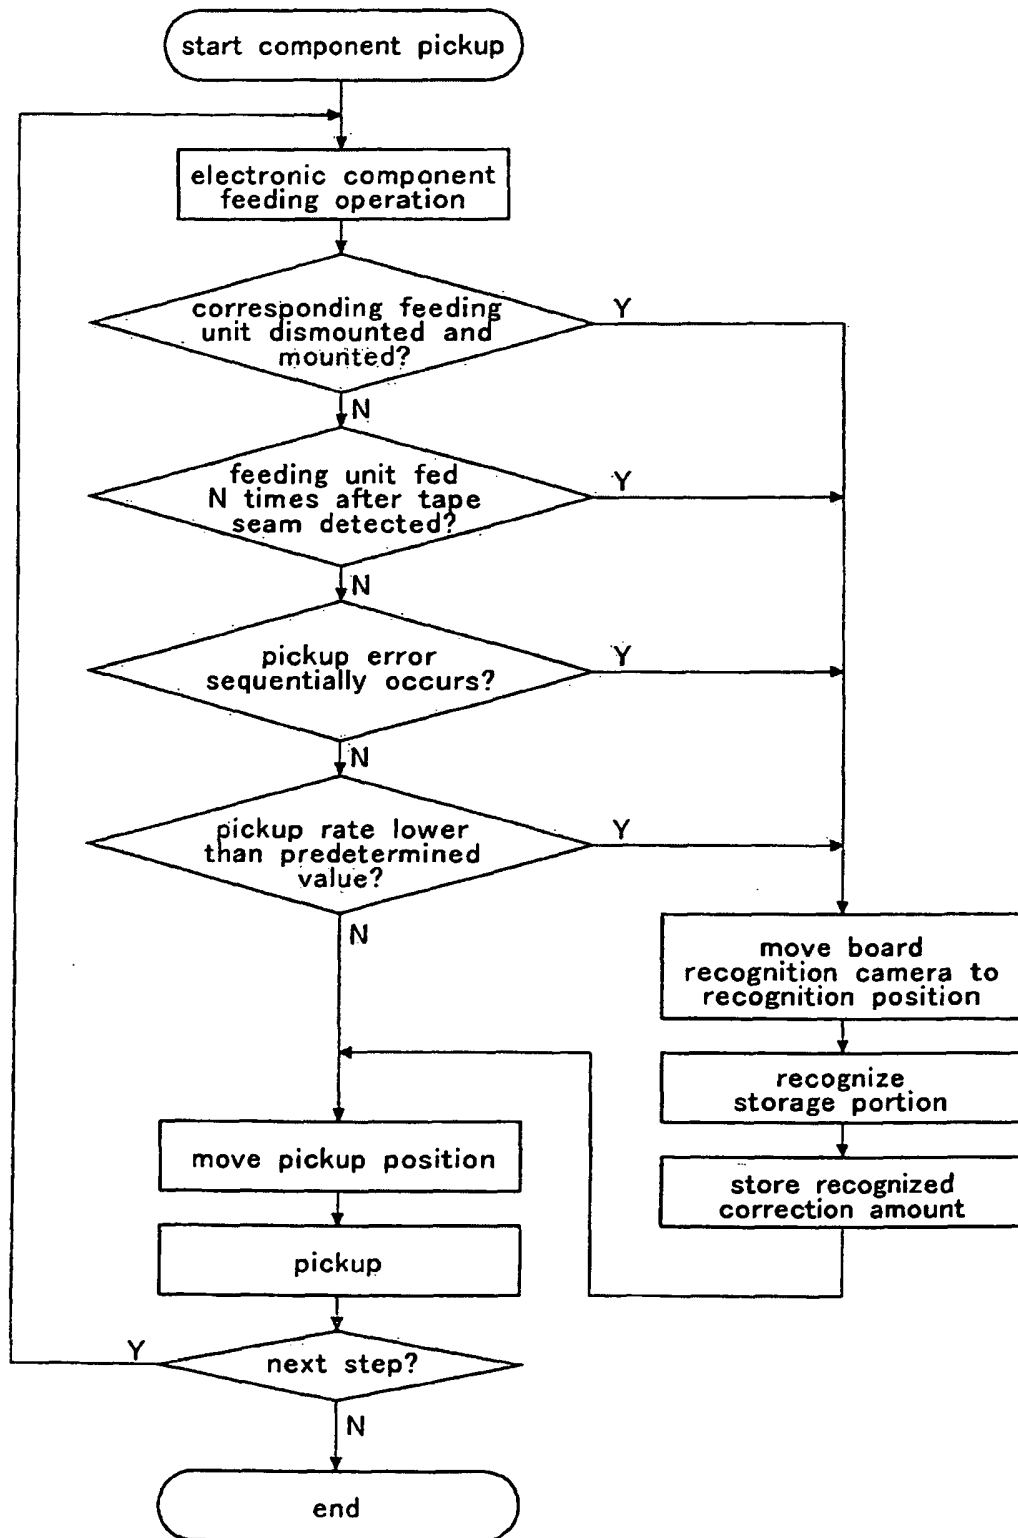 start component pickup
electronic component
feeding operation
corresponding feeding
unit dismounted and
mounted?
Y
N
feeding unit fed
N times after tape
seam detected?
Y
N
pickup error
sequentially occurs?
Y
N
pickup rate lower
than predetermined
value?
Y
N
move board
recognition camera to
recognition position
recognize
storage portion
store recognized
correction amount
move pickup position
pickup
next step?
Y
N
end